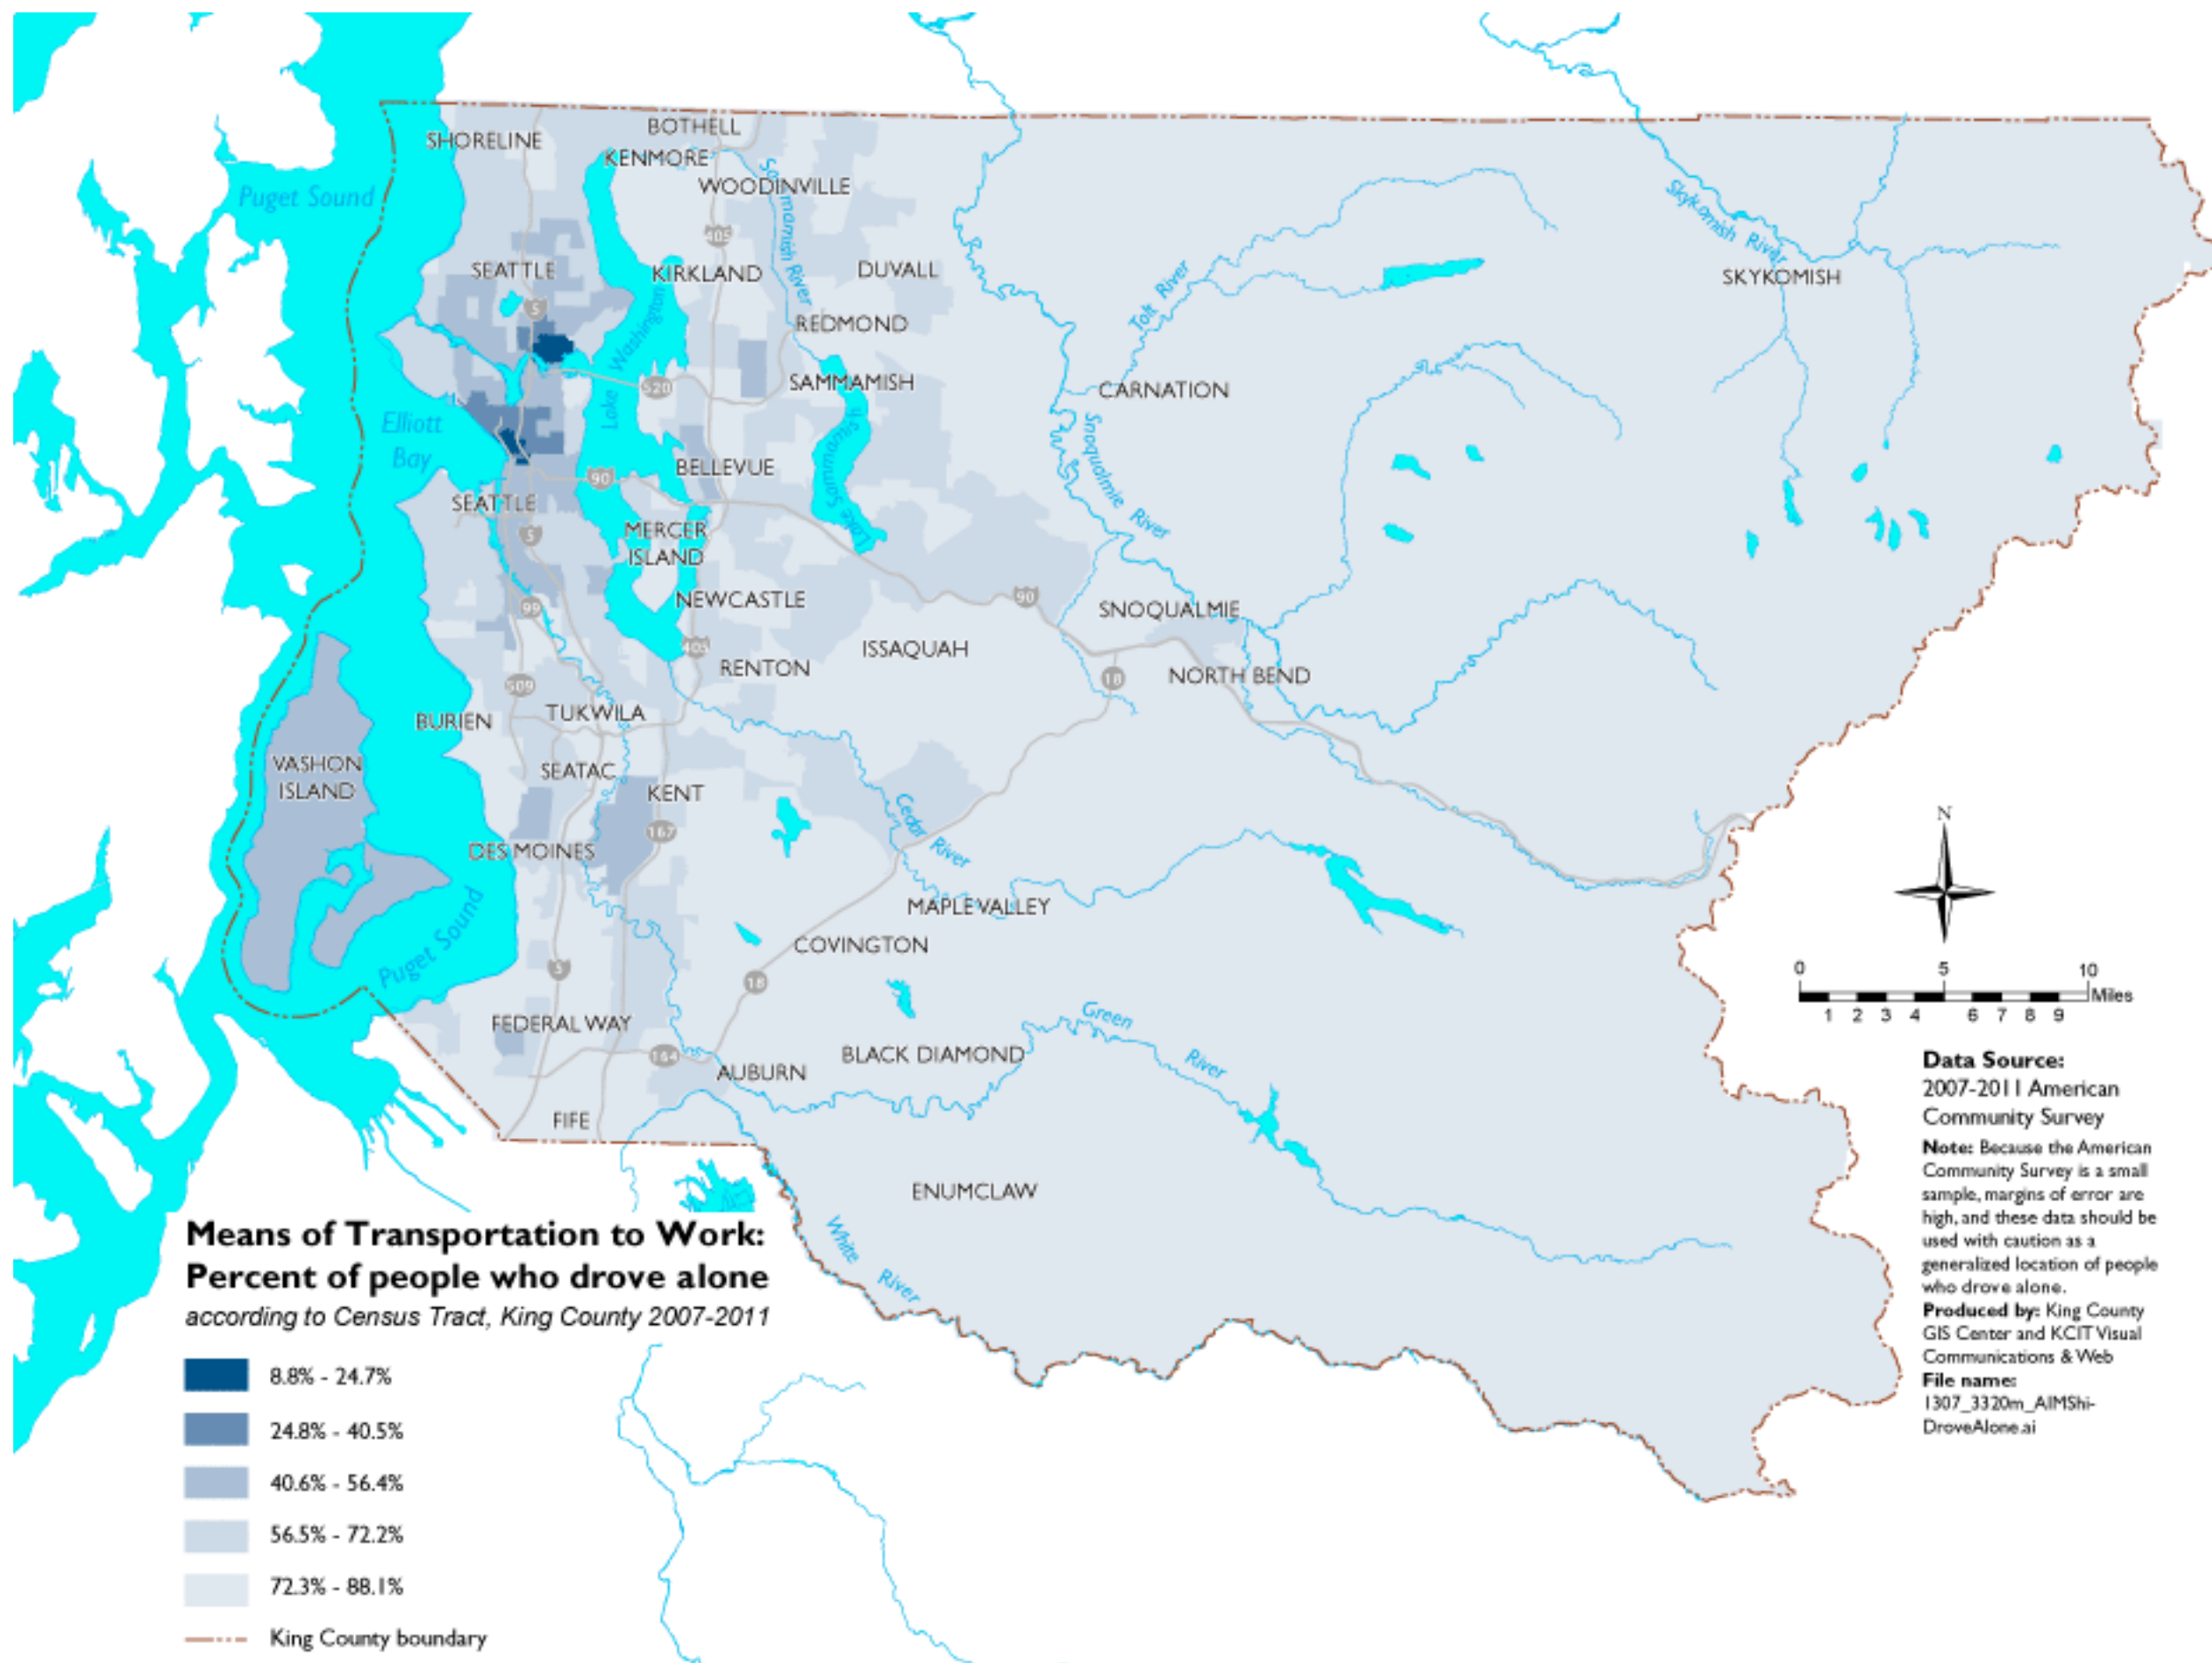 SHORELINE
BOTHELL
KENMORE
WOODINVILLE
Puget Sound
Sammamish River
405
SEATTLE
KIRKLAND
DUVALL
Skykomish River
SKYKOMISH
5
Tolt River
REDMOND
Lake Washington
520
SAMMAMISH
CARNATION
Elliott
Bay
Lake Sammamish
Snoqualmie River
BELLEVUE
90
SEATTLE
MERCER
ISLAND
5
NEWCASTLE
99
90
SNOQUALMIE
ISSAQUAH
405
RENTON
18
NORTH BEND
509
BURIEN
TUKWILA
VASHON
ISLAND
SEATAC
KENT
167
Cedar River
DES MOINES
N
MAPLE VALLEY
Puget Sound
COVINGTON
5
18
0 5 10
Miles
1 2 3 4 6 7 8 9
FEDERAL WAY
Green River
164
BLACK DIAMOND
AUBURN
FIFE
ENUMCLAW
White River
Data Source:
2007-2011 American
Community Survey
Note: Because the American
Community Survey is a small
sample, margins of error are
high, and these data should be
used with caution as a
generalized location of people
who drove alone.
Produced by: King County
GIS Center and KCIT Visual
Communications & Web
File name:
1307_3320m_AIMShi-
DroveAlone.ai
Means of Transportation to Work:
Percent of people who drove alone
according to Census Tract, King County 2007-2011
8.8% - 24.7%
24.8% - 40.5%
40.6% - 56.4%
56.5% - 72.2%
72.3% - 88.1%
King County boundary